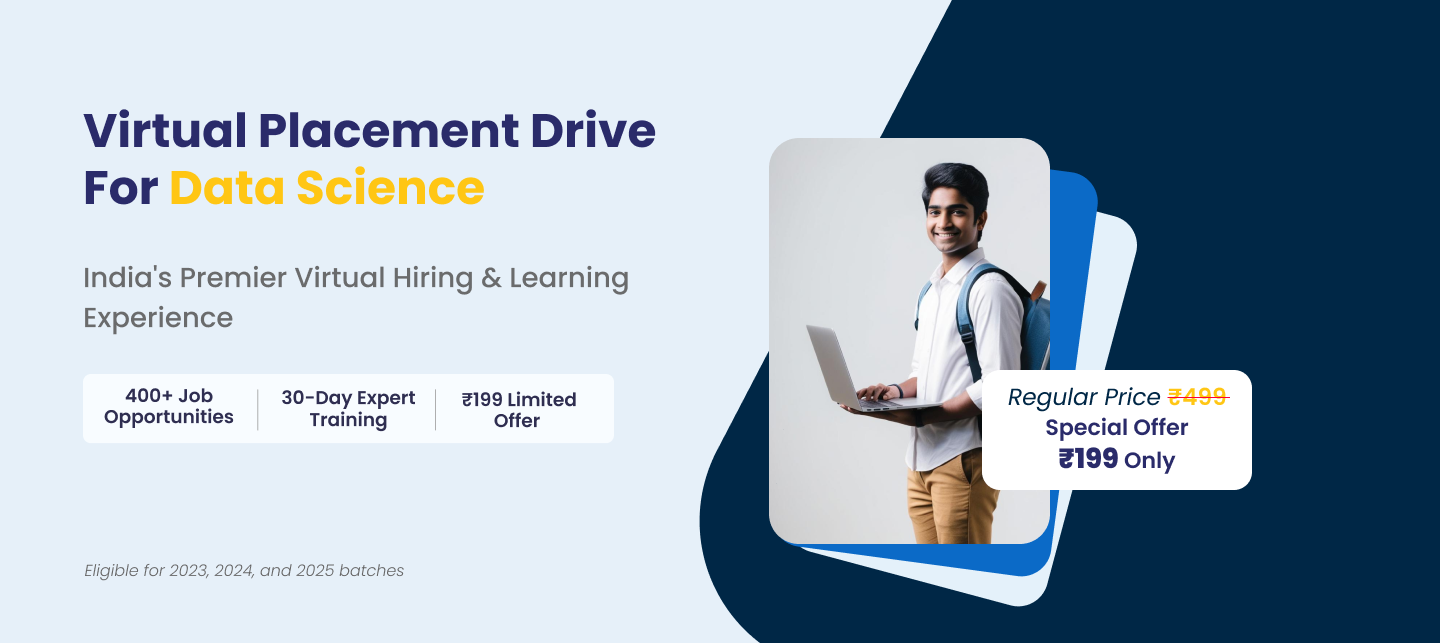 Virtual Placement Drive
For Data Science
India's Premier Virtual Hiring & Learning
Experience
400+ Job
Opportunities
30-Day Expert
Training
₹199 Limited
Offer
Eligible for 2023, 2024, and 2025 batches
Regular Price ₹499
Special Offer
₹199 Only